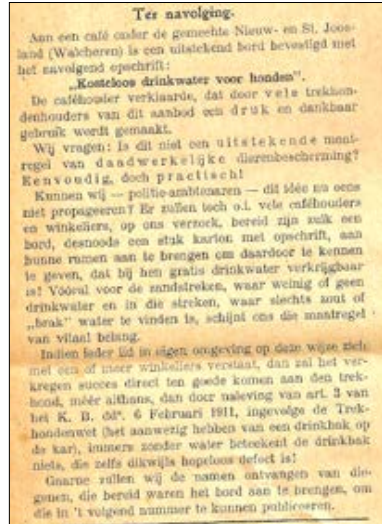 Ter navolging.
Aan een café onder de gemeente Nieuw- en St. Joos-
land (Walcheren) is een uitstekend bord bevestigd met
het navolgend opschrift:
„Kosteloos drinkwater voor honden".
De caféhouder verklaarde, dat door vele trekhon-
denhouders van dit aanbod een druk en dankbaar
gebruik werdt gemaakt.
Wij vragen: Is dit niet een uitstekende maat-
regel van daadwerkelijke dierenbescherming?
Eenvoudig, doch practisch!
Kunnen wij — politie-ambtenaren — dit idée nu eens
niet propageeren? Er zullen toch o.i. vele caféhouders
en winkeliers, op ons verzoek, bereid zijn zulk een
bord, desnoods een stuk karton met opschrift, aan
hunne ramen aan te brengen om daardoor te kennen
te geven, dat bij hen gratis drinkwater verkrijgbaar
is! Vóóral voor de zandstreken, waar weinig of geen
drinkwater en in die streken, waar slechts zout of
„brak" water te vinden is, schijnt ons die maatregel
van vitaal belang.
Indien ieder lid in eigen omgeving op deze wijze zich
met een of meer winkeliers verstaat, dan zal het ver-
kregen succes direct ten goede komen aan den trek-
hond, méér althans, dan door naleving van art. 3 van
het K. B. dd°. 6 Februari 1911, ingevolge de Trek-
hondenwet (het aanwezig hebben van een drinkbak op
de kar), immers zonder water beteekent de drinkbak
niets, die zelfs dikwijls hopeloos defect is!
Gaarne zullen wij de namen ontvangen van die-
genen, die bereid waren het bord aan te brengen, om
die in 't volgend nummer te kunnen publiceeren.